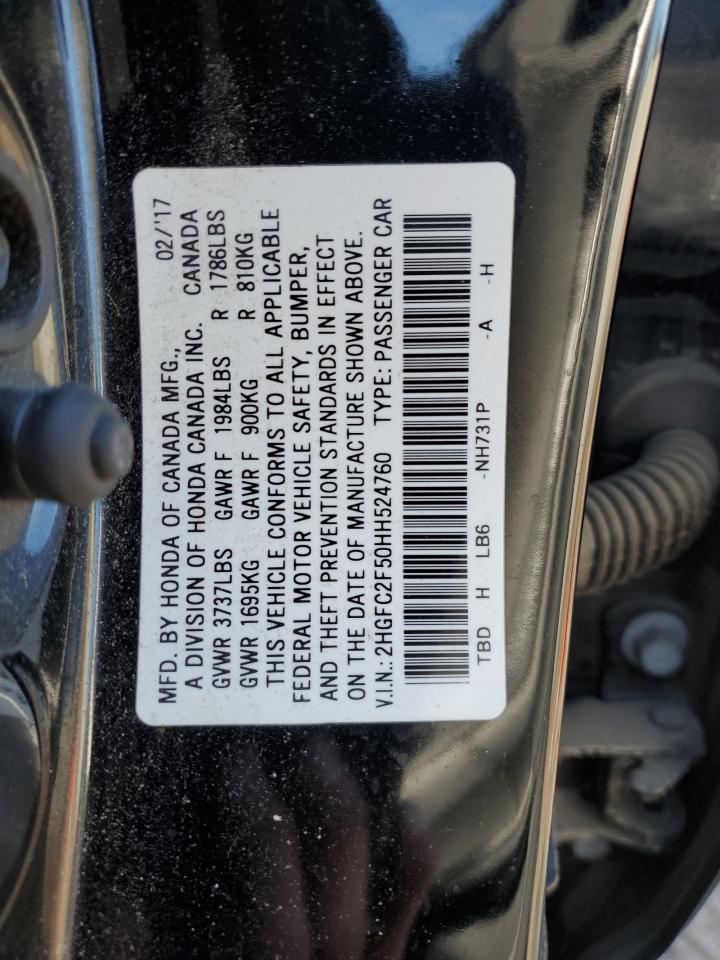 MFD. BY HONDA OF CANADA MFG., 02/'17
A DIVISION OF HONDA CANADA INC. CANADA
GVWR 3737LBS GAWR F 1984LBS R 1786LBS
GVWR 1695KG GAWR F 900KG R 810KG
THIS VEHICLE CONFORMS TO ALL APPLICABLE
FEDERAL MOTOR VEHICLE SAFETY, BUMPER,
AND THEFT PREVENTION STANDARDS IN EFFECT
ON THE DATE OF MANUFACTURE SHOWN ABOVE.
V.I.N.: 2HGFC2F50HH524760 TYPE: PASSENGER CAR
TBD H LB6 -NH731P -A -H